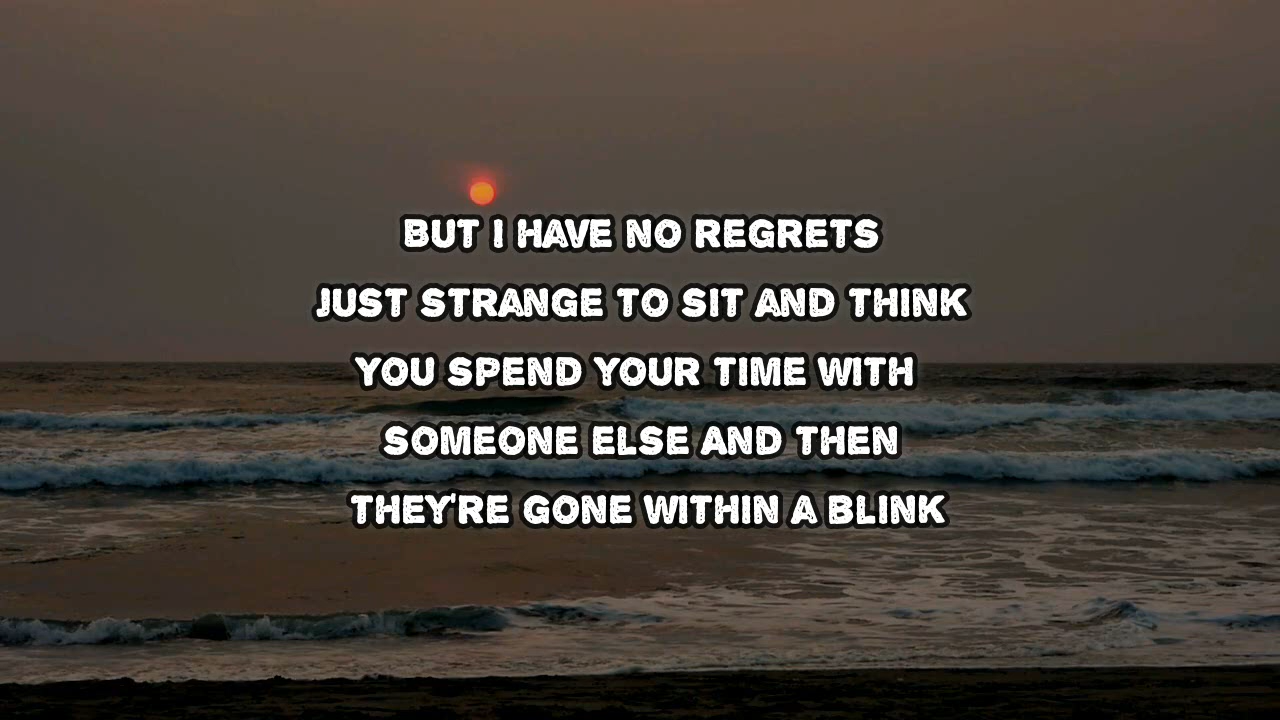 BUT I HAVE NO REGRETS
JUST STRANGE TO SIT AND THINK
YOU SPEND YOUR TIME WITH
SOMEONE ELSE AND THEN
THEY'RE GONE WITHIN A BLINK